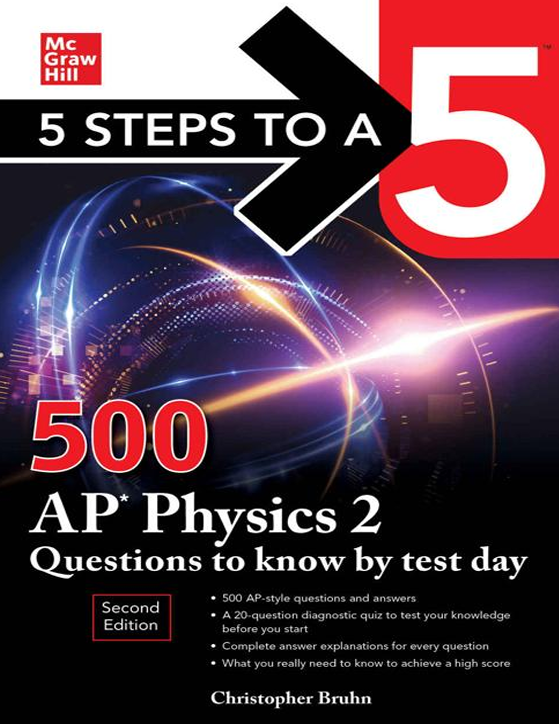 Mc
Graw
Hill
5 STEPS TO A
5™
500
AP* Physics 2
Questions to know by test day
Second
Edition
• 500 AP-style questions and answers
• A 20-question diagnostic quiz to test your knowledge
before you start
• Complete answer explanations for every question
• What you really need to know to achieve a high score
Christopher Bruhn